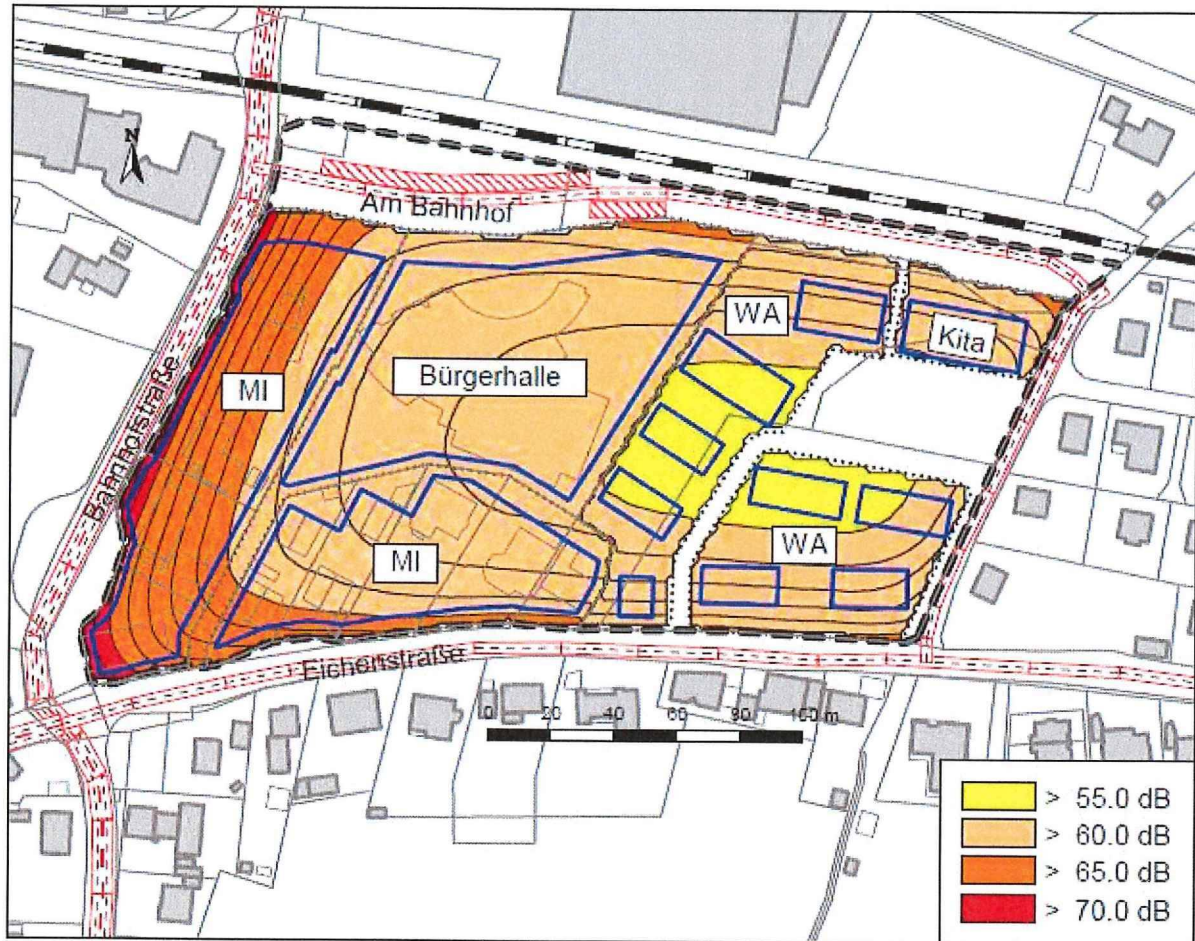 N
Am Bahnhof
WA
Kita
MI
Bürgerhalle
Bahnhofstraße
MI
WA
Eichenstraße
0 20 40 60 80 100 m
> 55.0 dB
> 60.0 dB
> 65.0 dB
> 70.0 dB